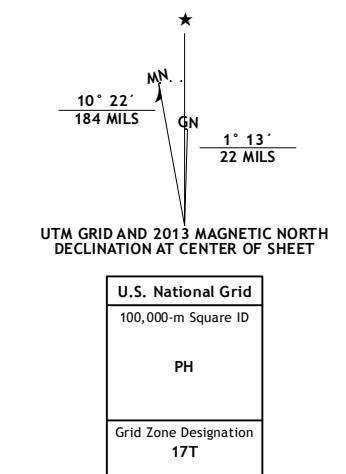 ★
MN
10° 22´
184 MILS
GN
1° 13´
22 MILS
UTM GRID AND 2013 MAGNETIC NORTH
DECLINATION AT CENTER OF SHEET
U.S. National Grid
100,000-m Square ID
PH
Grid Zone Designation
17T